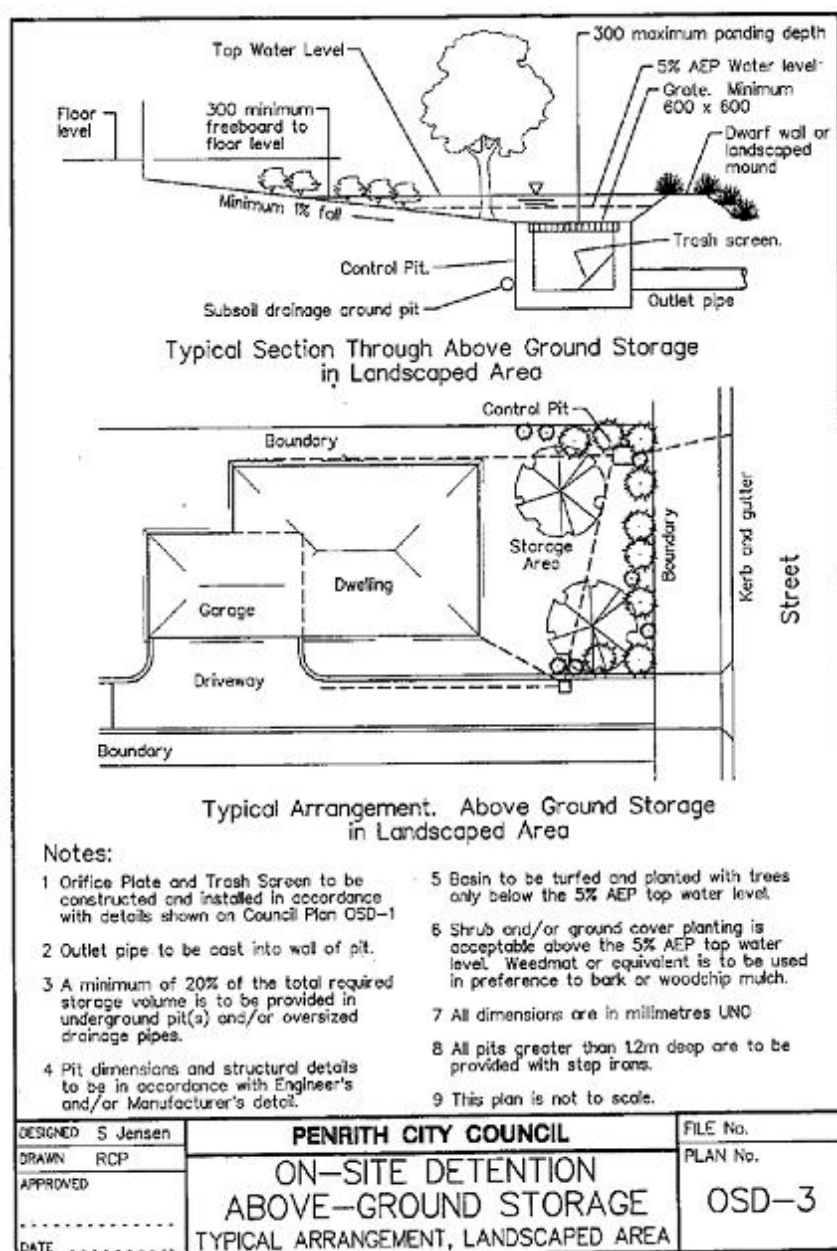 Top Water Level
300 maximum ponding depth
5% AEP Water level
Grate. Minimum
600 x 600
Floor
level
300 minimum
freeboard to
floor level
Dwarf wall or
landscaped
mound
Minimum 1% fall
Trash screen.
Control Pit.
Subsoil drainage around pit
Outlet pipe
Typical Section Through Above Ground Storage
in Landscaped Area
Control Pit
Boundary
Storage
Area
Boundary
Kerb and gutter
Street
Dwelling
Garage
Driveway
Boundary
Typical Arrangement. Above Ground Storage
in Landscaped Area
Notes:
1 Orifice Plate and Trash Screen to be
constructed and installed in accordance
with details shown on Council Plan OSD-1
2 Outlet pipe to be cast into wall of pit.
3 A minimum of 20% of the total required
storage volume is to be provided in
underground pit(s) and/or oversized
drainage pipes.
4 Pit dimensions and structural details
to be in accordance with Engineer's
and/or Manufacturer's detail.
5 Basin to be turfed and planted with trees
only below the 5% AEP top water level.
6 Shrub and/or ground cover planting is
acceptable above the 5% AEP top water
level. Weedmat or equivalent is to be used
in preference to bark or woodchip mulch.
7 All dimensions are in millimetres UNO
8 All pits greater than 1.2m deep are to be
provided with step irons.
9 This plan is not to scale.
DESIGNED S Jensen
DRAWN RCP
APPROVED
DATE
PENRITH CITY COUNCIL
ON-SITE DETENTION
ABOVE-GROUND STORAGE
TYPICAL ARRANGEMENT, LANDSCAPED AREA
FILE No.
PLAN No.
OSD-3